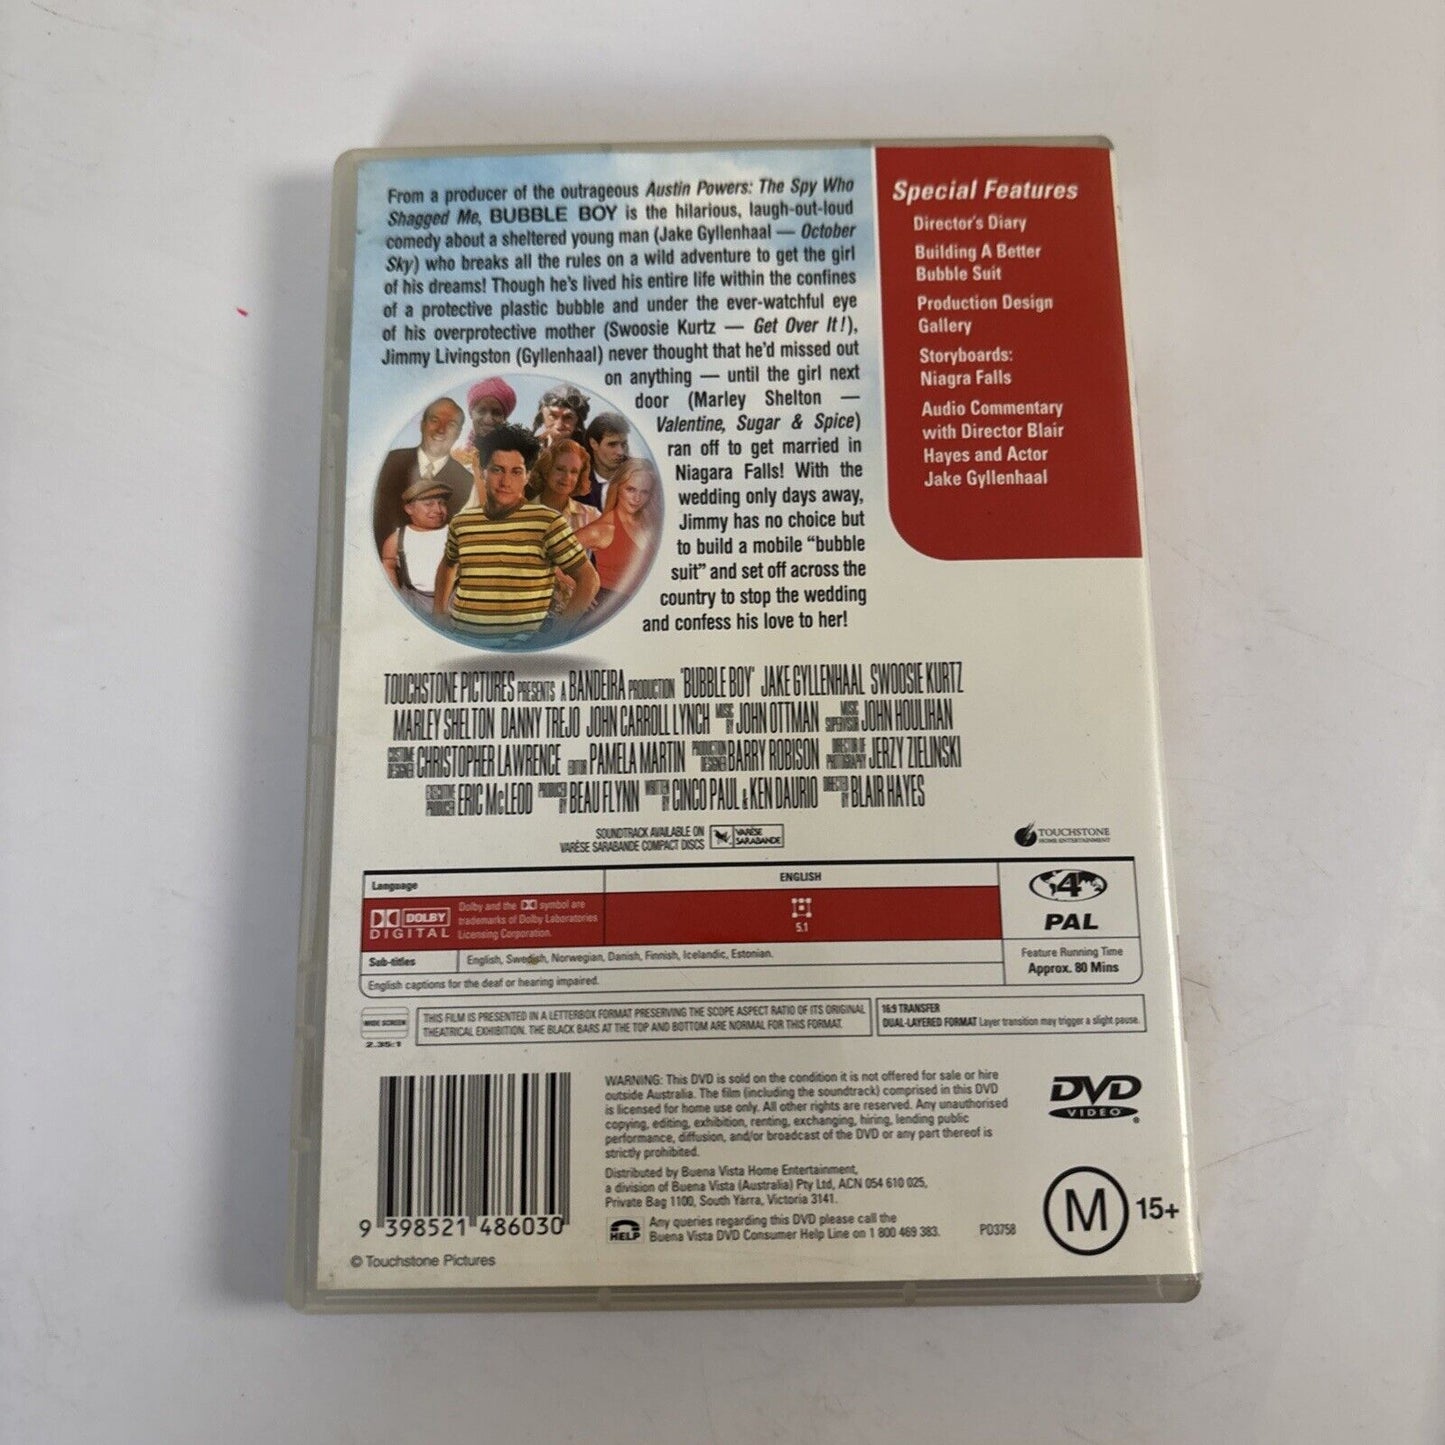 From a producer of the outrageous Austin Powers: The Spy Who
Shagged Me, BUBBLE BOY is the hilarious, laugh-out-loud
comedy about a sheltered young man (Jake Gyllenhaal — October
Sky) who breaks all the rules on a wild adventure to get the girl
of his dreams! Though he's lived his entire life within the confines
of a protective plastic bubble and under the ever-watchful eye
of his overprotective mother (Swoosie Kurtz — Get Over It!),
Jimmy Livingston (Gyllenhaal) never thought that he'd missed out
on anything — until the girl next
door (Marley Shelton —
Valentine, Sugar & Spice)
ran off to get married in
Niagara Falls! With the
wedding only days away,
Jimmy has no choice but
to build a mobile "bubble
suit" and set off across the
country to stop the wedding
and confess his love to her!
Special Features
Director's Diary
Building A Better
Bubble Suit
Production Design
Gallery
Storyboards:
Niagra Falls
Audio Commentary
with Director Blair
Hayes and Actor
Jake Gyllenhaal
TOUCHSTONE PICTURES PRESENTS A BANDEIRA PRODUCTION 'BUBBLE BOY' JAKE GYLLENHAAL SWOOSIE KURTZ
MARLEY SHELTON DANNY TREJO JOHN CARROLL LYNCH MUSIC BY JOHN OTTMAN MUSIC SUPERVISION JOHN HOULIHAN
COSTUME DESIGNER CHRISTOPHER LAWRENCE EDITOR PAMELA MARTIN PRODUCTION DESIGNER BARRY ROBISON DIRECTOR OF PHOTOGRAPHY JERZY ZIELINSKI
EXECUTIVE PRODUCER ERIC McLEOD PRODUCED BY BEAU FLYNN WRITTEN BY CINCO PAUL & KEN DAURIO DIRECTED BY BLAIR HAYES
SOUNDTRACK AVAILABLE ON
VARÈSE SARABANDE COMPACT DISCS
VARÈSE
SARABANDE
TOUCHSTONE
HOME ENTERTAINMENT
Language
ENGLISH
DOLBY
DIGITAL
Dolby and the DD symbol are
trademarks of Dolby Laboratories
Licensing Corporation.
5.1
Sub-titles
English, Swedish, Norwegian, Danish, Finnish, Icelandic, Estonian.
English captions for the deaf or hearing impaired.
4
PAL
Feature Running Time
Approx. 80 Mins
WIDE SCREEN
2.35:1
THIS FILM IS PRESENTED IN A LETTERBOX FORMAT PRESERVING THE SCOPE ASPECT RATIO OF ITS ORIGINAL
THEATRICAL EXHIBITION. THE BLACK BARS AT THE TOP AND BOTTOM ARE NORMAL FOR THIS FORMAT.
16:9 TRANSFER
DUAL-LAYERED FORMAT Layer transition may trigger a slight pause.
WARNING: This DVD is sold on the condition it is not offered for sale or hire
outside Australia. The film (including the soundtrack) comprised in this DVD
is licensed for home use only. All other rights are reserved. Any unauthorised
copying, editing, exhibition, renting, exchanging, hiring, lending public
performance, diffusion, and/or broadcast of the DVD or any part thereof is
strictly prohibited.
Distributed by Buena Vista Home Entertainment,
a division of Buena Vista (Australia) Pty Ltd, ACN 054 610 025,
Private Bag 1100, South Yarra, Victoria 3141.
HELP
Any queries regarding this DVD please call the
Buena Vista DVD Consumer Help Line on 1 800 469 383.
PD3758
DVD
VIDEO
M 15+
9 398521 486030
© Touchstone Pictures